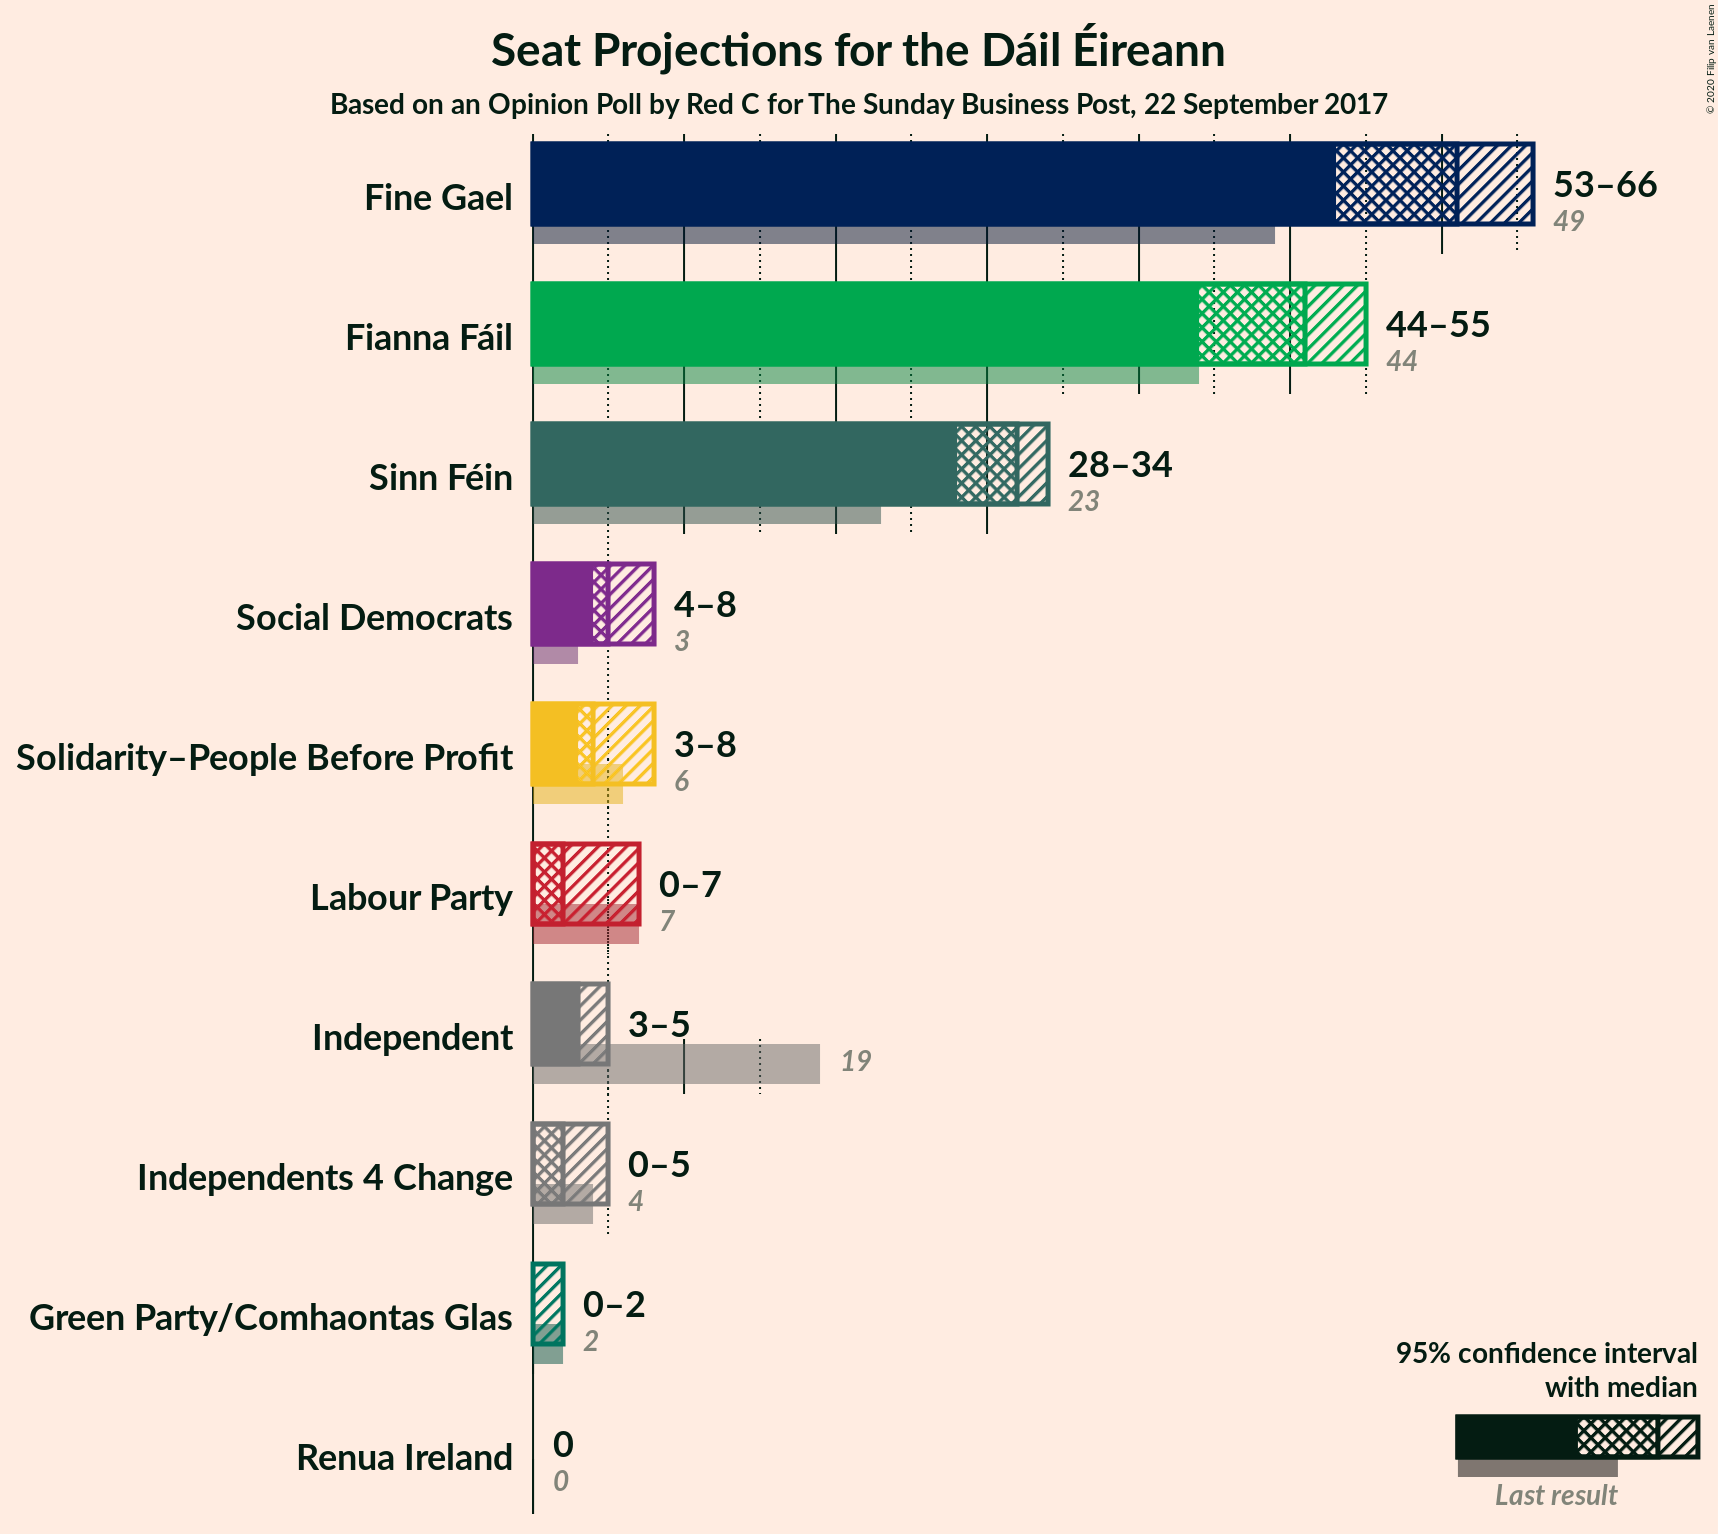 Seat Projections for the Dáil Éireann
Based on an Opinion Poll by Red C for The Sunday Business Post, 22 September 2017
© 2020 Filip van Laenen
Fine Gael
53–66
49
Fianna Fáil
44–55
44
Sinn Féin
28–34
23
Social Democrats
4–8
3
Solidarity–People Before Profit
3–8
6
Labour Party
0–7
7
Independent
3–5
19
Independents 4 Change
0–5
4
Green Party/Comhaontas Glas
0–2
2
Renua Ireland
0
0
95% confidence interval
with median
Last result